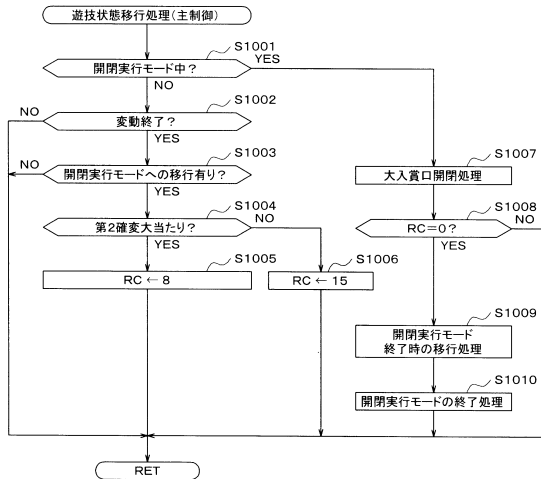 遊技状態移行処理(主制御)
S1001
開閉実行モード中？
YES
NO
S1002
NO
変動終了？
YES
S1003
NO
開閉実行モードへの移行有り？
YES
S1004
第2確変大当たり？
NO
YES
S1005
RC ← 8
S1006
RC ← 15
S1007
大入賞口開閉処理
S1008
RC＝0？
NO
YES
S1009
開閉実行モード
終了時の移行処理
S1010
開閉実行モードの終了処理
RET